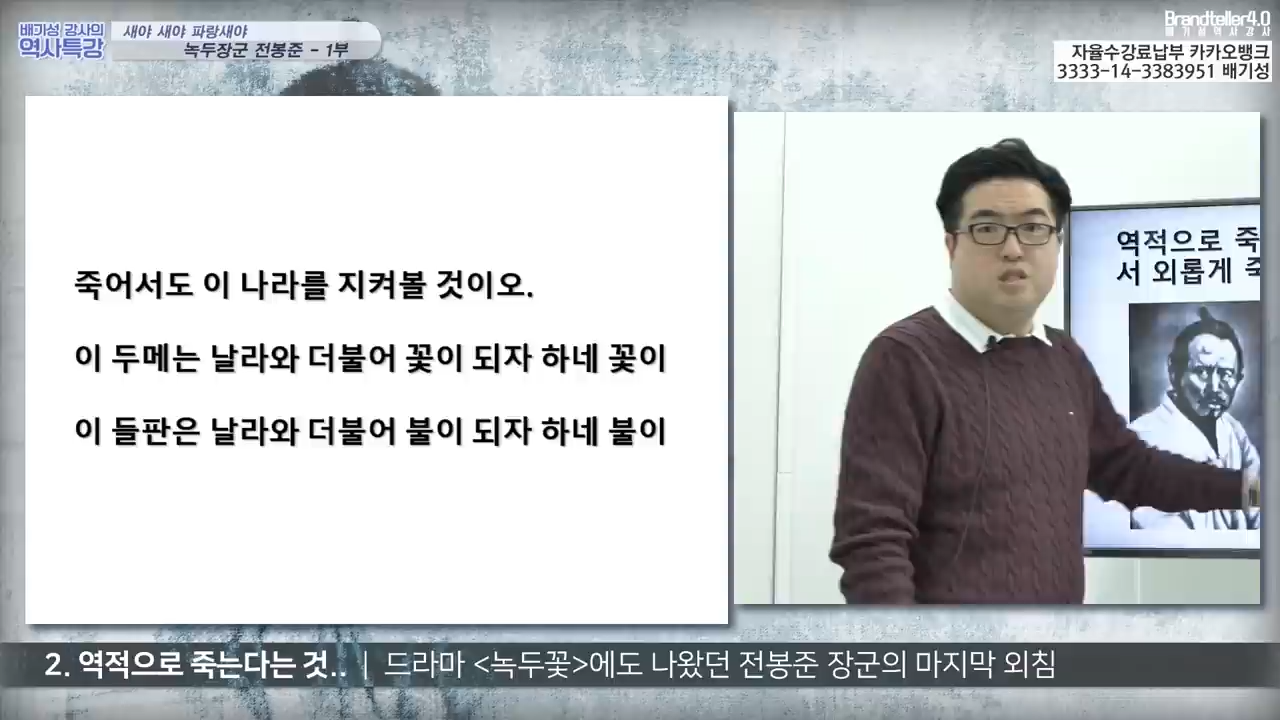 배기성 강사의
역사특강
새야 새야 파랑새야
녹두장군 전봉준 - 1부
Brandteller4.0
배기성역사강사
자율수강료납부 카카오뱅크
3333-14-3383951 배기성
죽어서도 이 나라를 지켜볼 것이오.
이 두메는 날라와 더불어 꽃이 되자 하네 꽃이
이 들판은 날라와 더불어 불이 되자 하네 불이
역적으로 죽
서 외롭게 죽
2. 역적으로 죽는다는 것.. | 드라마 <녹두꽃>에도 나왔던 전봉준 장군의 마지막 외침